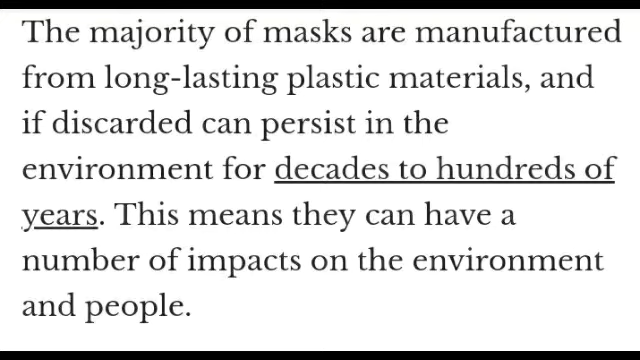 The majority of masks are manufactured
from long-lasting plastic materials, and
if discarded can persist in the
environment for decades to hundreds of
years. This means they can have a
number of impacts on the environment
and people.